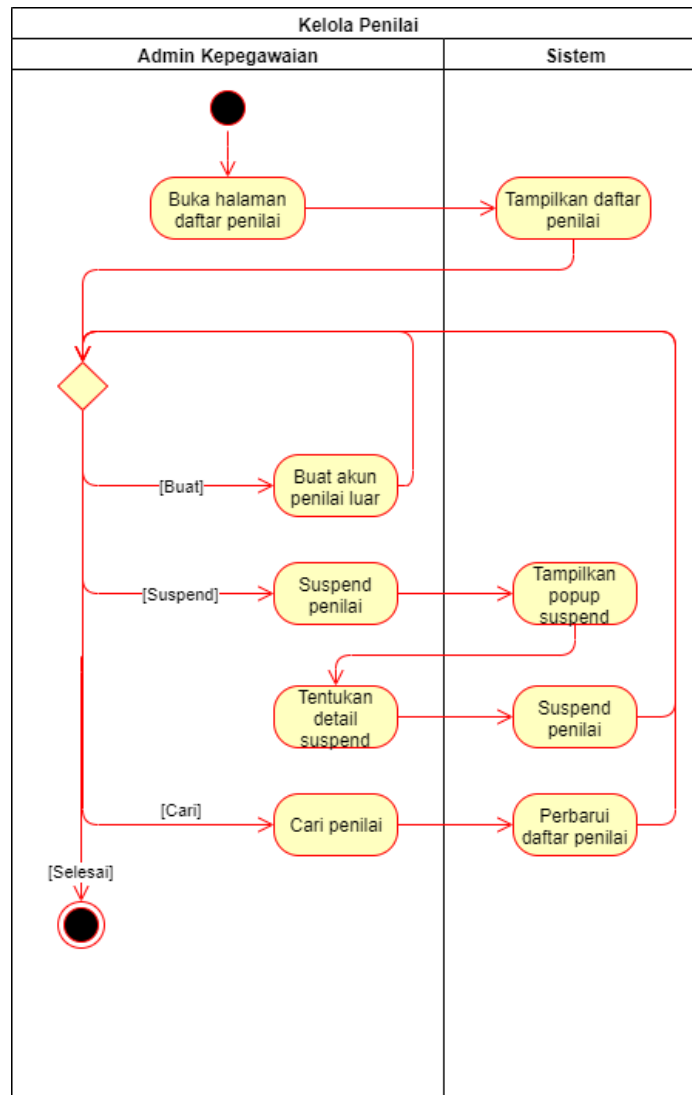 Kelola Penilai
Admin Kepegawaian
Sistem
Buka halaman
daftar penilai
Tampilkan daftar
penilai
[Buat]
Buat akun
penilai luar
[Suspend]
Suspend
penilai
Tampilkan
popup
suspend
Tentukan
detail
suspend
Suspend
penilai
[Cari]
Cari penilai
Perbarui
daftar penilai
[Selesai]